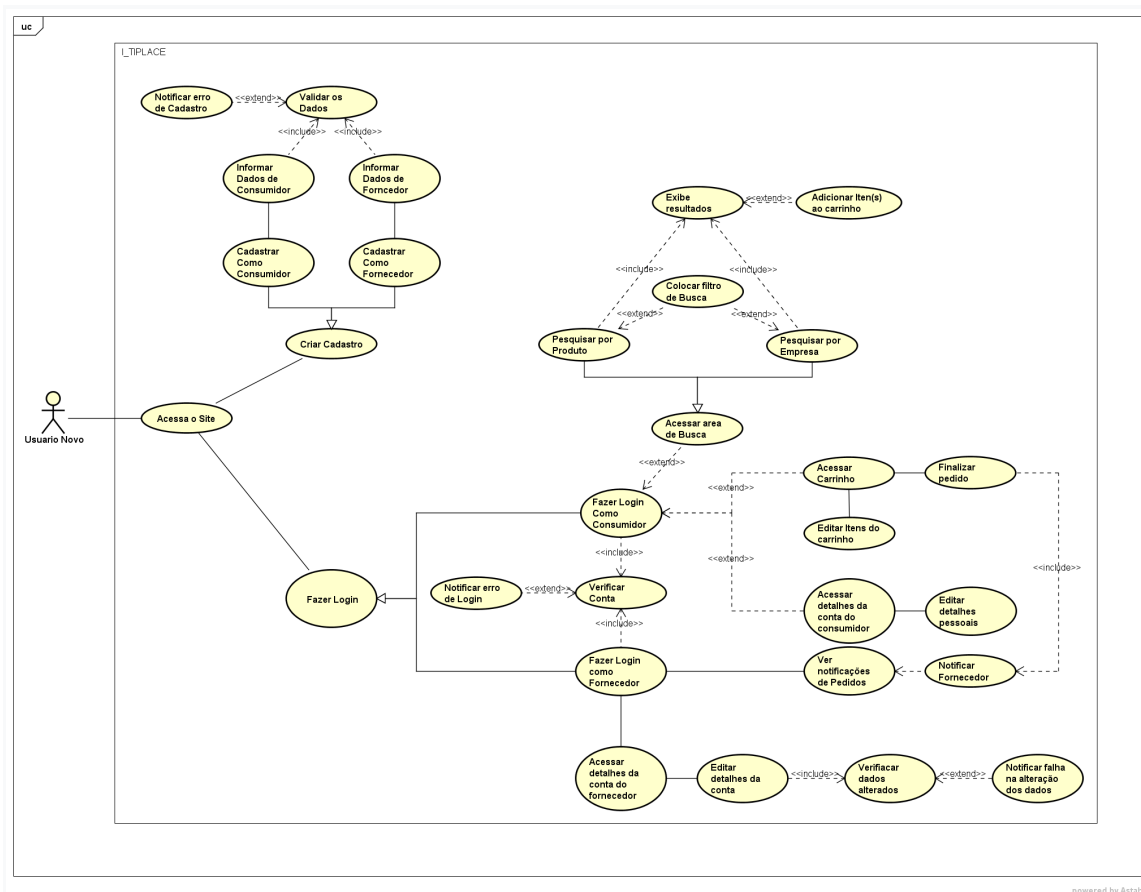 uc
I_TIPLACE
Notificar erro
de Cadastro
<<extend>>
Validar os
Dados
<<include>>
<<include>>
Informar
Dados de
Consumidor
Informar
Dados de
Forncedor
Cadastrar
Como
Consumidor
Cadastrar
Como
Fornecedor
Criar Cadastro
Usuario Novo
Acessa o Site
Fazer Login
Exibe
resultados
<<extend>>
Adicionar Iten(s)
ao carrinho
<<include>>
<<include>>
Colocar filtro
de Busca
<<extend>>
<<extend>>
Pesquisar por
Produto
Pesquisar por
Empresa
Acessar area
de Busca
<<extend>>
Fazer Login
Como
Consumidor
<<extend>>
<<extend>>
Acessar
Carrinho
Finalizar
pedido
Editar Itens do
carrinho
<<include>>
<<include>>
Notificar erro
de Login
<<extend>>
Verificar
Conta
<<include>>
Acessar
detalhes da
conta do
consumidor
Editar
detalhes
pessoais
Fazer Login
como
Fornecedor
Ver
notificações
de Pedidos
Notificar
Fornecedor
Acessar
detalhes da
conta do
fornecedor
Editar
detalhes da
conta
<<include>>
Verifiacar
dados
alterados
<<extend>>
Notificar falha
na alteração
dos dados
powered by Astah